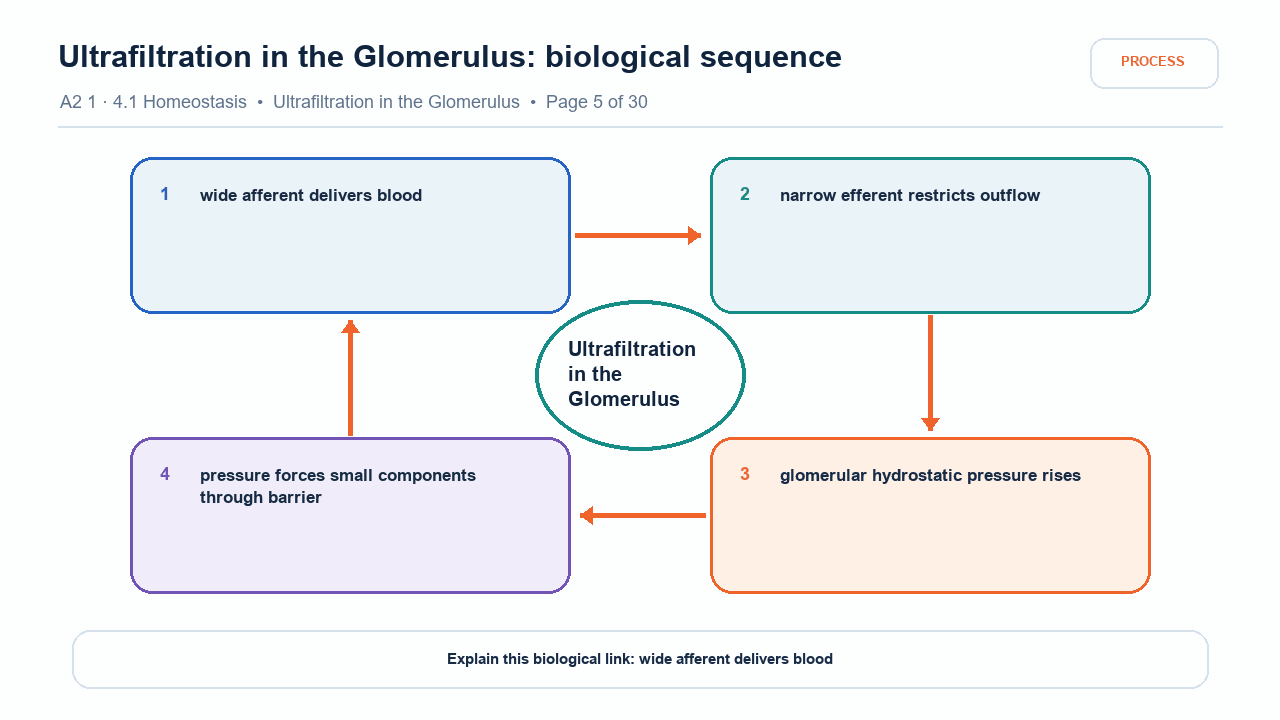 Ultrafiltration in the Glomerulus: biological sequence
PROCESS
A2 1 · 4.1 Homeostasis • Ultrafiltration in the Glomerulus • Page 5 of 30
1 wide afferent delivers blood
2 narrow efferent restricts outflow
Ultrafiltration
in the
Glomerulus
4 pressure forces small components
through barrier
3 glomerular hydrostatic pressure rises
Explain this biological link: wide afferent delivers blood